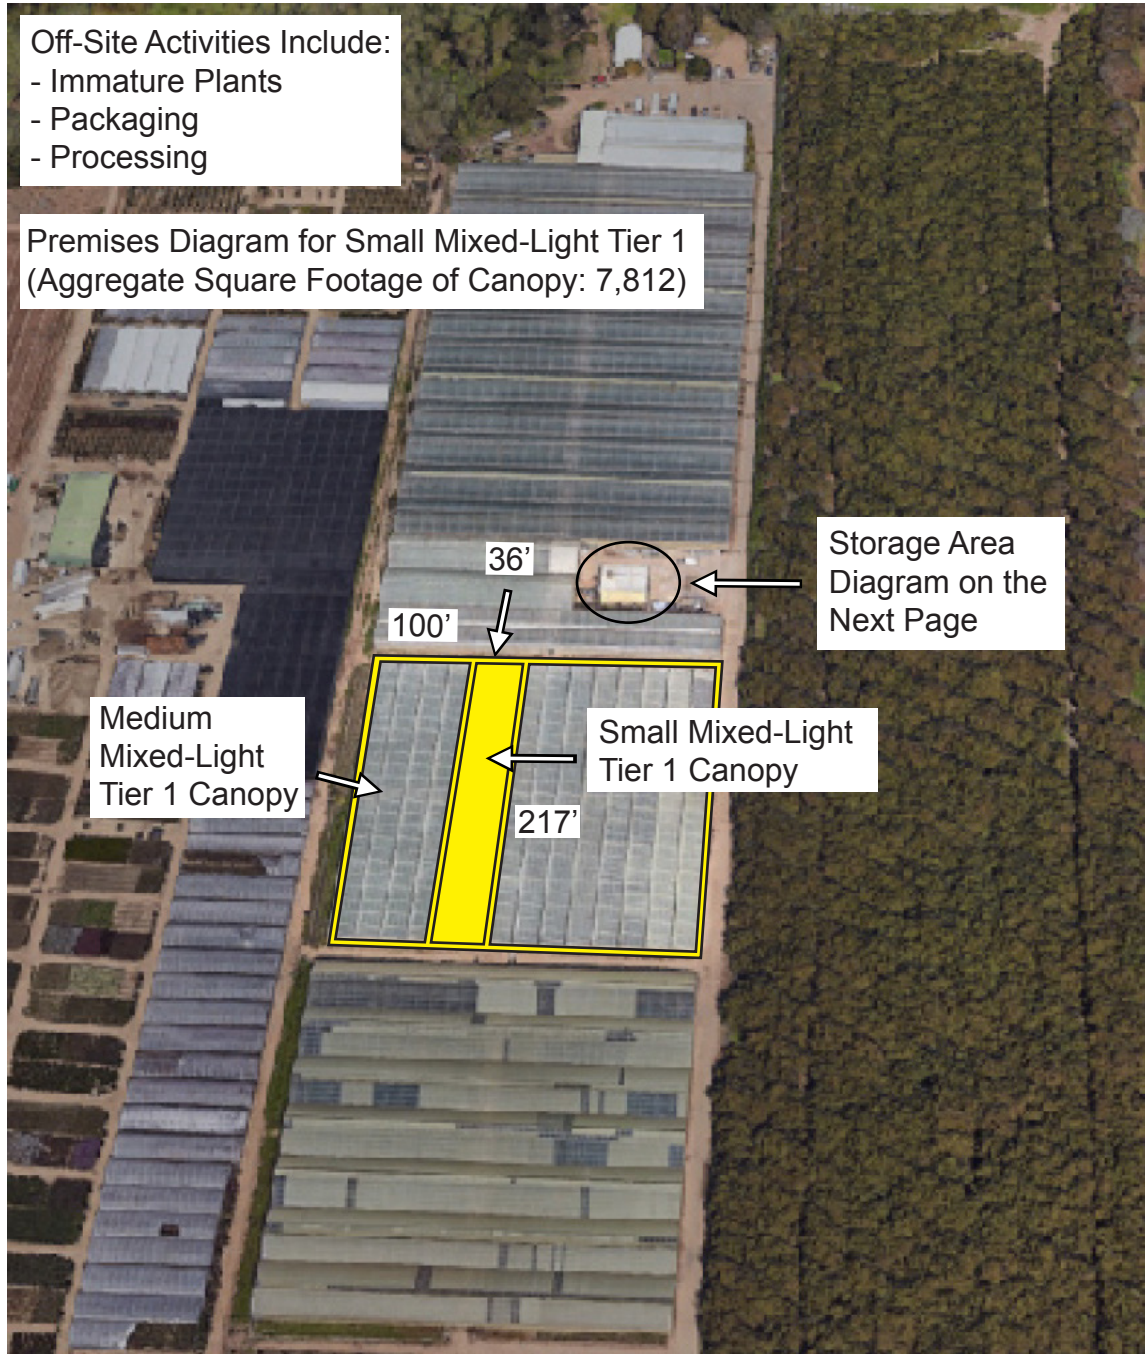 Off-Site Activities Include:
- Immature Plants
- Packaging
- Processing
Premises Diagram for Small Mixed-Light Tier 1
(Aggregate Square Footage of Canopy: 7,812)
36’
Storage Area
Diagram on the
Next Page
100’
Medium
Mixed-Light
Tier 1 Canopy
Small Mixed-Light
Tier 1 Canopy
217’